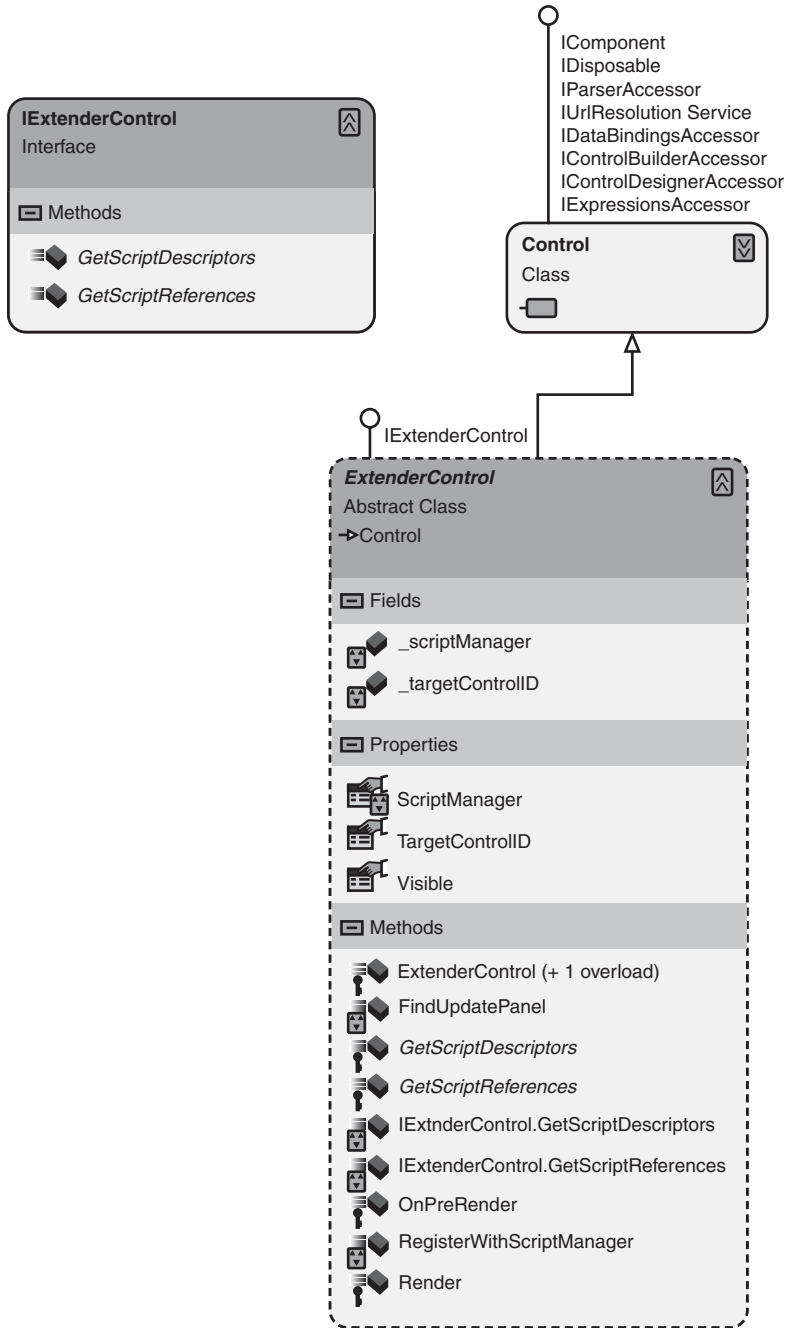 IComponent
IDisposable
IParserAccessor
IUrlResolution Service
IDataBindingsAccessor
IControlBuilderAccessor
IControlDesignerAccessor
IExpressionsAccessor
IExtenderControl
Interface
Methods
GetScriptDescriptors
GetScriptReferences
Control
Class
IExtenderControl
ExtenderControl
Abstract Class
Control
Fields
_scriptManager
_targetControlID
Properties
ScriptManager
TargetControlID
Visible
Methods
ExtenderControl (+ 1 overload)
FindUpdatePanel
GetScriptDescriptors
GetScriptReferences
IExtnderControl.GetScriptDescriptors
IExtenderControl.GetScriptReferences
OnPreRender
RegisterWithScriptManager
Render